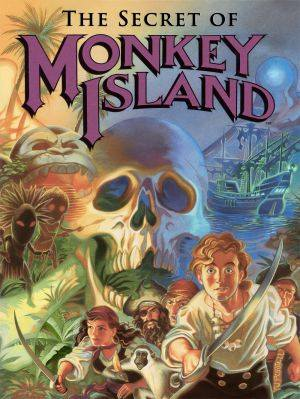 The Secret of
Monkey
Island